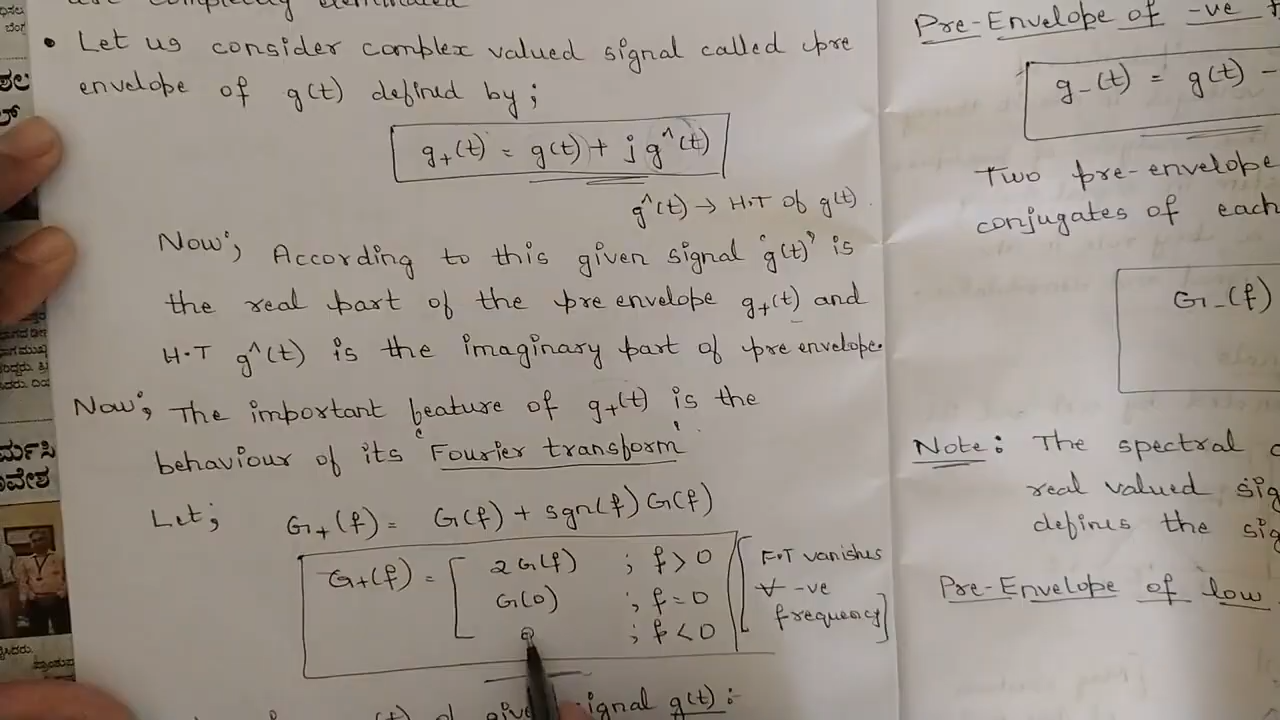 • Let us consider complex valued signal called pre
envelope of g(t) defined by;
g₊(t) = g(t) + j g^(t)
g^(t) → H.T of g(t).
Now; According to this given signal 'g(t)' is
the real part of the pre envelope g₊(t) and
H.T g^(t) is the imaginary part of pre envelope.
Now; The important feature of g₊(t) is the
behaviour of its 'Fourier transform'.
Let; G₊(f) = G(f) + sgn(f) G(f)
G₊(f) = [ 2G(f) ; f > 0
G(0) ; f = 0
0 ; f < 0
[ F.T vanishes
∀ -ve
frequency]
signal g(t):-
Pre-Envelope of -ve
g₋(t) = g(t) -
Two pre-envelope
conjugates of each
G₋(f)
Note: The spectral
real valued sig
defines the sig
Pre-Envelope of low